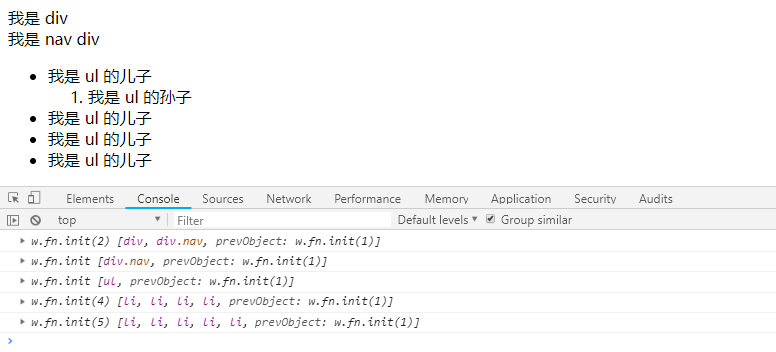 我是 div
我是 nav div
我是 ul 的儿子
1. 我是 ul 的孙子
我是 ul 的儿子
我是 ul 的儿子
我是 ul 的儿子
Elements Console Sources Network Performance Memory Application Security Audits
top Filter Default levels Group similar
w.fn.init(2) [div, div.nav, prevObject: w.fn.init(1)]
w.fn.init [div.nav, prevObject: w.fn.init(1)]
w.fn.init [ul, prevObject: w.fn.init(1)]
w.fn.init(4) [li, li, li, li, prevObject: w.fn.init(1)]
w.fn.init(5) [li, li, li, li, li, prevObject: w.fn.init(1)]